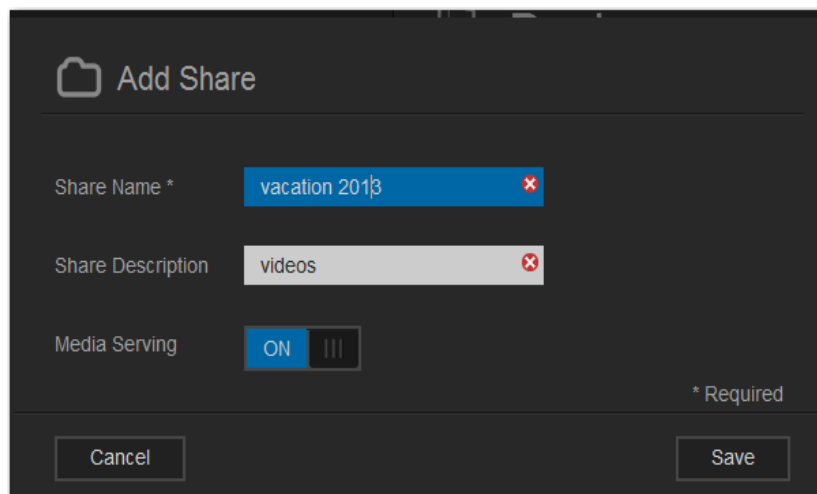 Add Share
Share Name * vacation 2013
Share Description videos
Media Serving ON
* Required
Cancel Save